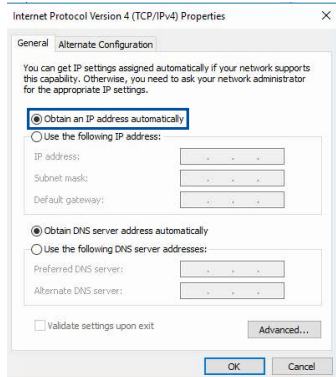 Internet Protocol Version 4 (TCP/IPv4) Properties
General
Alternate Configuration
You can get IP settings assigned automatically if your network supports
this capability. Otherwise, you need to ask your network administrator
for the appropriate IP settings.
Obtain an IP address automatically
Use the following IP address:
IP address:
Subnet mask:
Default gateway:
Obtain DNS server address automatically
Use the following DNS server addresses:
Preferred DNS server:
Alternate DNS server:
Validate settings upon exit
Advanced...
OK
Cancel